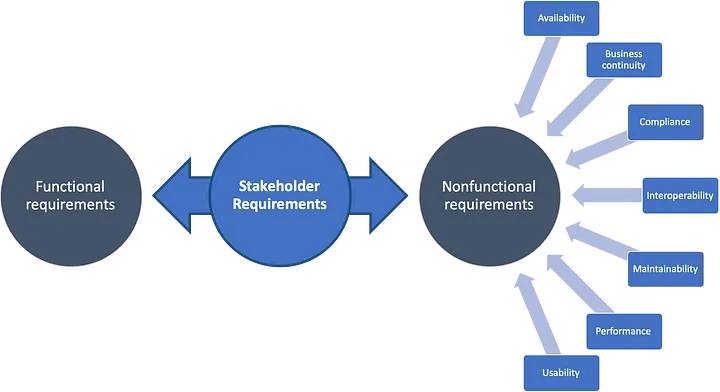 Functional
requirements
Stakeholder
Requirements
Nonfunctional
requirements
Availability
Business
continuity
Compliance
Interoperability
Maintainability
Performance
Usability